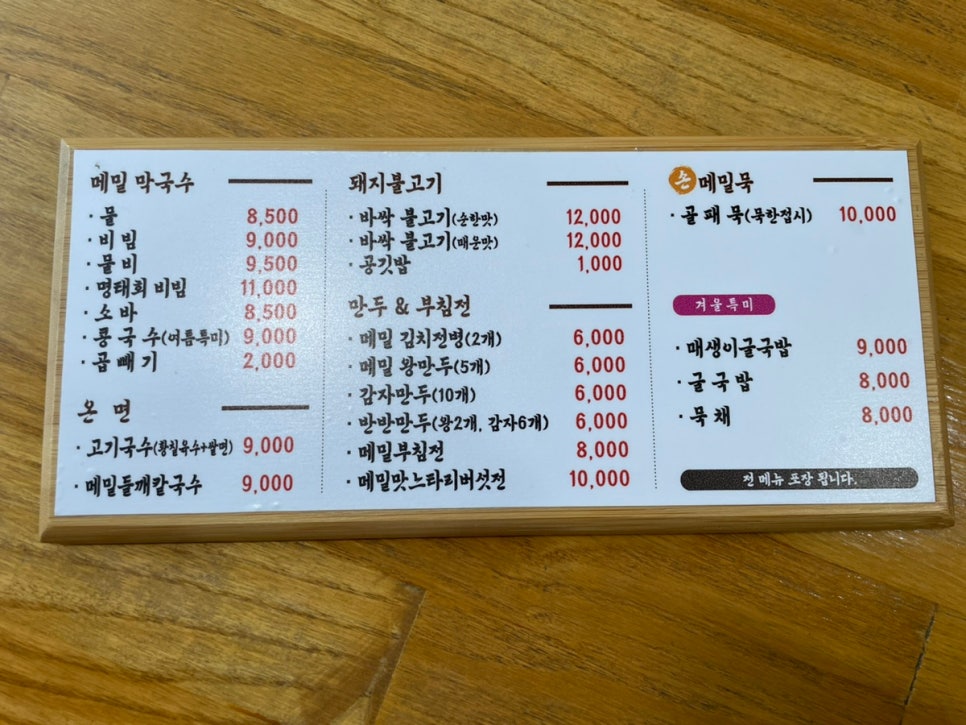 메밀 막국수
· 물 8,500
· 비 빔 9,000
· 물 비 9,500
· 명태회 비빔 11,000
· 소 바 8,500
· 콩 국 수(여름특미) 9,000
· 곱 빼 기 2,000
온 면
· 고기국수(황칠육수+쌀면) 9,000
· 메밀들깨칼국수 9,000
돼지불고기
· 바싹 불고기(순한맛) 12,000
· 바싹 불고기(매운맛) 12,000
· 공깃밥 1,000
만두 & 부침전
· 메밀 김치전병(2개) 6,000
· 메밀 왕만두(5개) 6,000
· 감자만두(10개) 6,000
· 반반만두(왕2개, 감자6개) 6,000
· 메밀부침전 8,000
· 메밀맛느타리버섯전 10,000
손 메밀묵
· 골 패 묵(묵한접시) 10,000
겨울특미
· 매생이굴국밥 9,000
· 굴 국 밥 8,000
· 묵 채 8,000
전 메뉴 포장 됩니다.